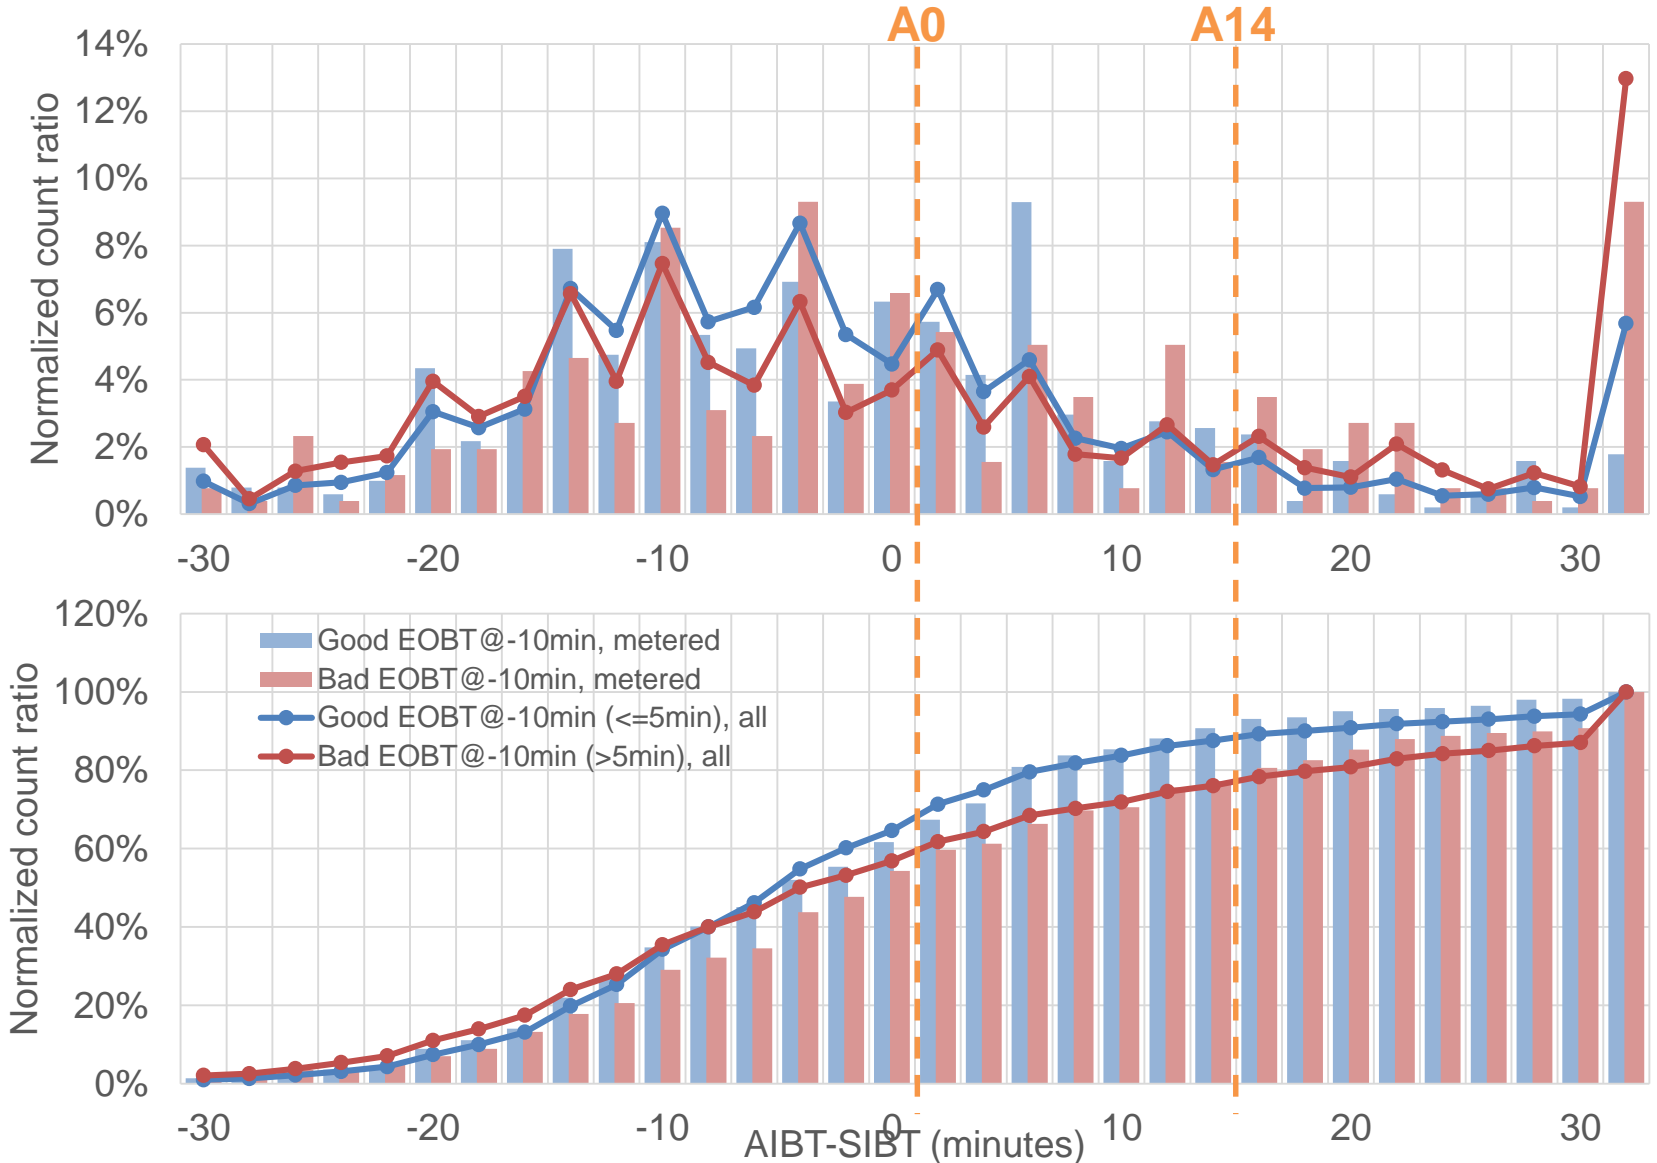 A0 A14
Normalized count ratio
14%
12%
10%
8%
6%
4%
2%
0%
-30 -20 -10 0 10 20 30
Normalized count ratio
120%
100%
80%
60%
40%
20%
0%
Good EOBT@-10min, metered
Bad EOBT@-10min, metered
Good EOBT@-10min (<=5min), all
Bad EOBT@-10min (>5min), all
-30 -20 -10 0 10 20 30
AIBT-SIBT (minutes)